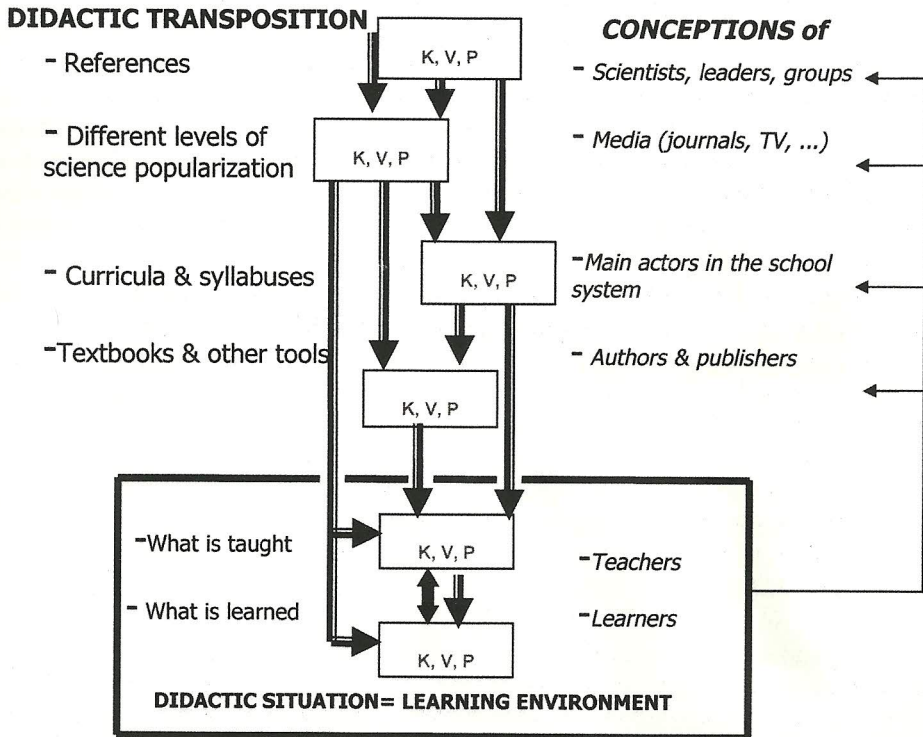 DIDACTIC TRANSPOSITION
CONCEPTIONS of
K, V, P
- References
- Scientists, leaders, groups
- Different levels of
science popularization
K, V, P
- Media (journals, TV, ...)
- Curricula & syllabuses
K, V, P
-Main actors in the school
system
-Textbooks & other tools
- Authors & publishers
K, V, P
-What is taught
K, V, P
-Teachers
- What is learned
-Learners
K, V, P
DIDACTIC SITUATION= LEARNING ENVIRONMENT